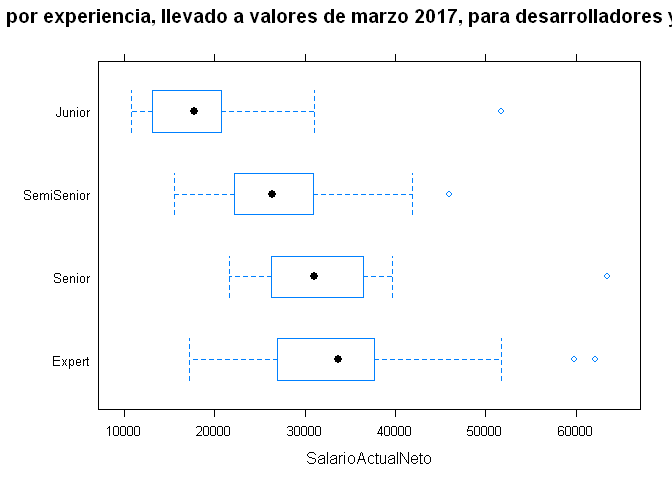 por experiencia, llevado a valores de marzo 2017, para desarrolladores y
Junior
SemiSenior
Senior
Expert
10000 20000 30000 40000 50000 60000
SalarioActualNeto